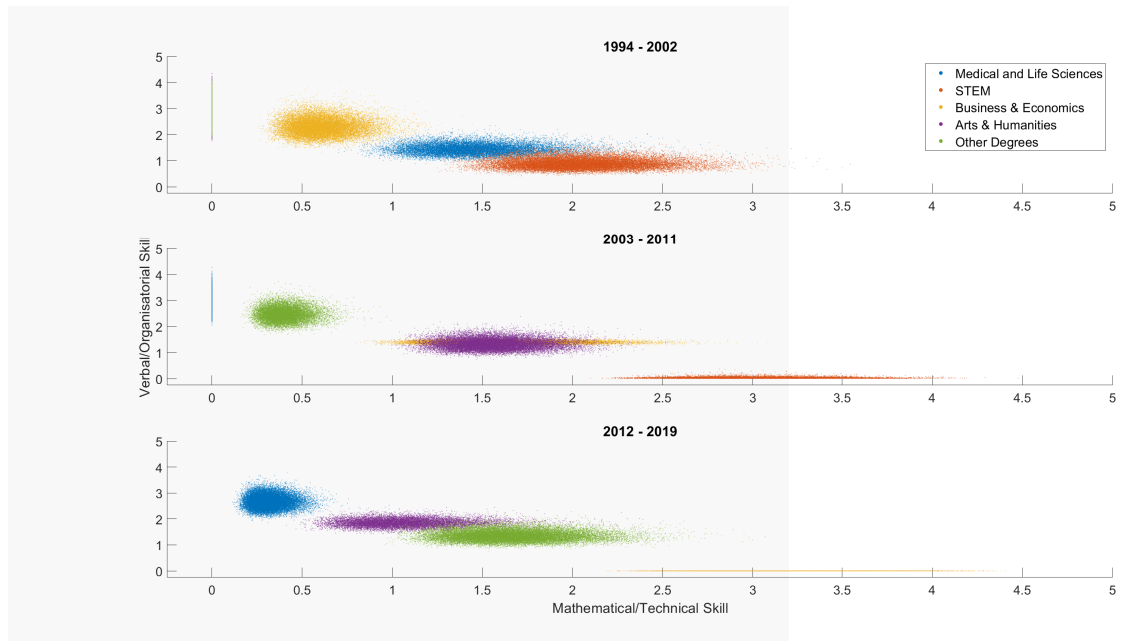 1994 - 2002
5
4
3
2
1
0
0 0.5 1 1.5 2 2.5 3 3.5 4 4.5 5
Medical and Life Sciences
STEM
Business & Economics
Arts & Humanities
Other Degrees
Verbal/Organisatorial Skill
2003 - 2011
5
4
3
2
1
0
0 0.5 1 1.5 2 2.5 3 3.5 4 4.5 5
2012 - 2019
5
4
3
2
1
0
0 0.5 1 1.5 2 2.5 3 3.5 4 4.5 5
Mathematical/Technical Skill